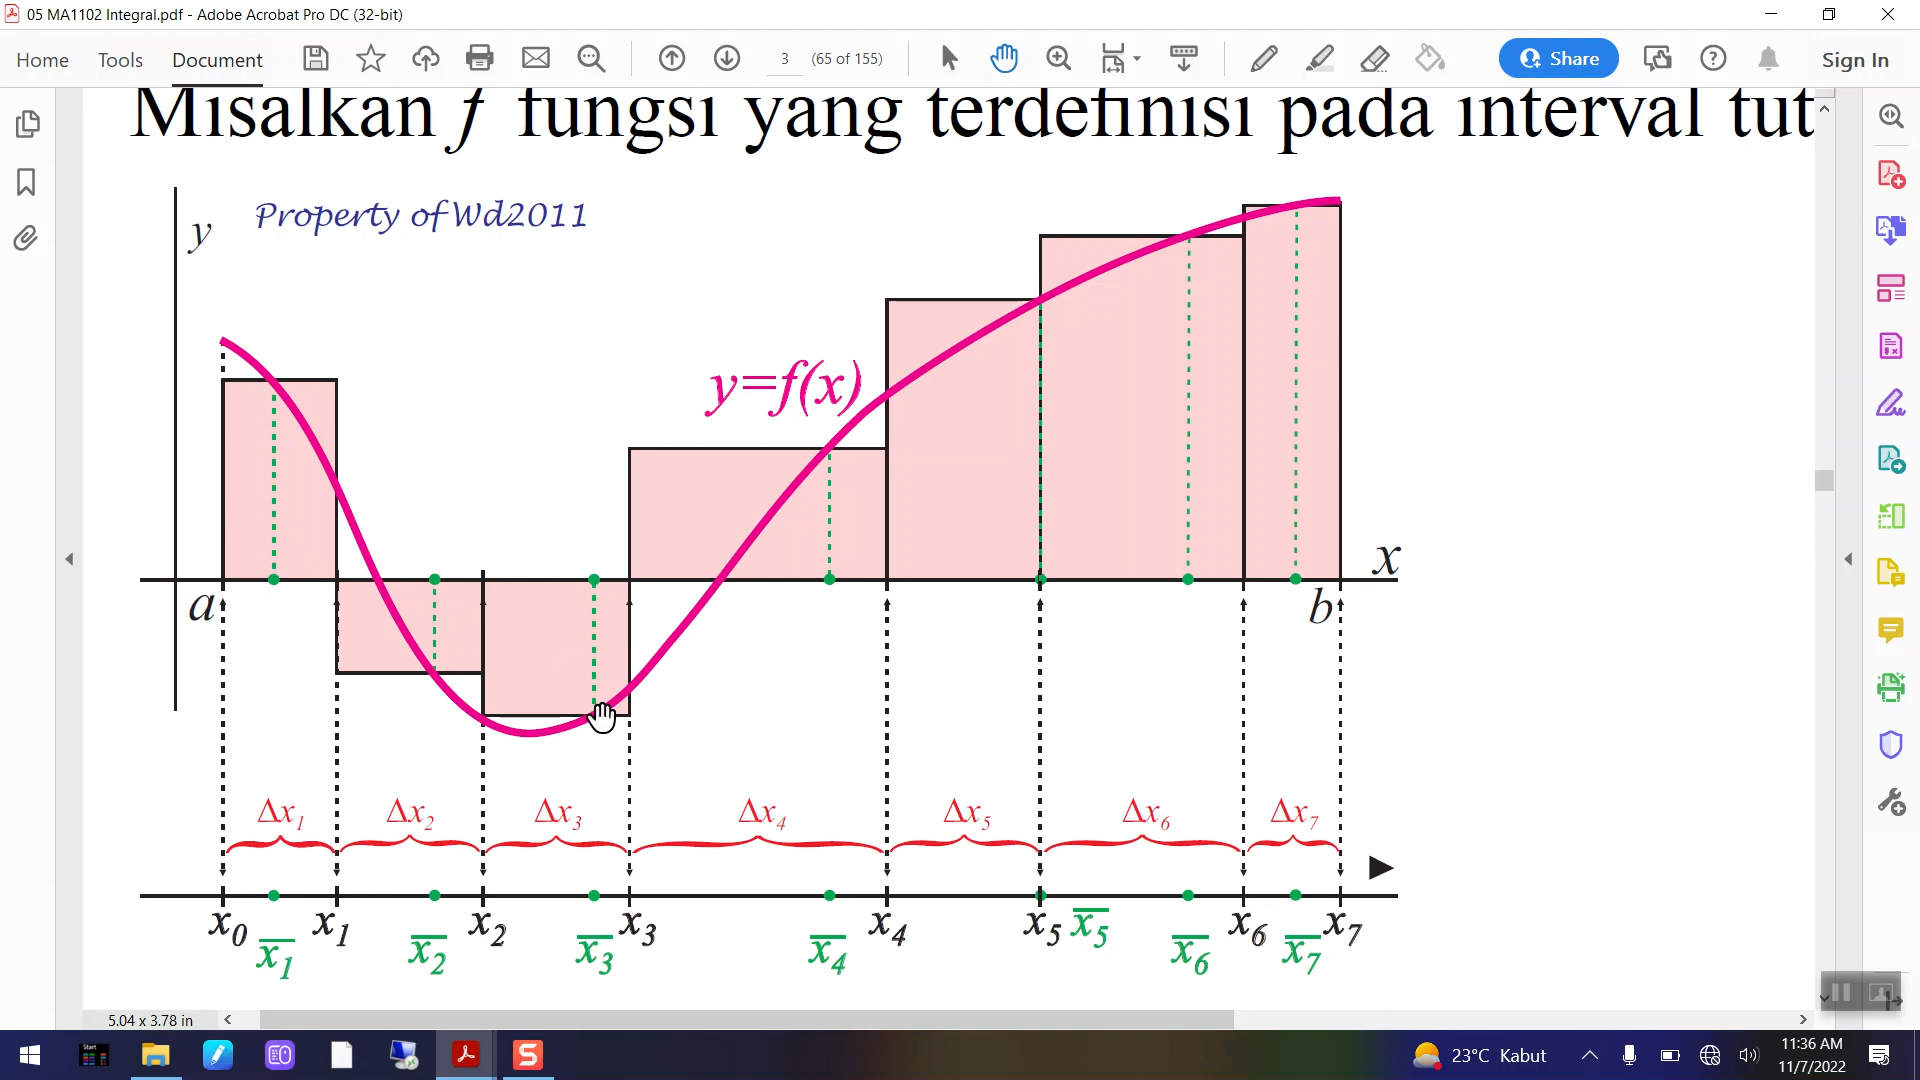 05 MA1102 Integral.pdf - Adobe Acrobat Pro DC (32-bit)
Home Tools Document 3 (65 of 155) Share Sign In
Misalkan f fungsi yang terdefinisi pada interval tut
Property of Wd2011
y
y=f(x)
x
a b
Δx1 Δx2 Δx3 Δx4 Δx5 Δx6 Δx7
x0 x1 x2 x3 x4 x5 x̅5 x6 x7
x̅1 x̅2 x̅3 x̅4 x̅6 x̅7
5.04 x 3.78 in
Start
S
23°C Kabut
11:36 AM
11/7/2022